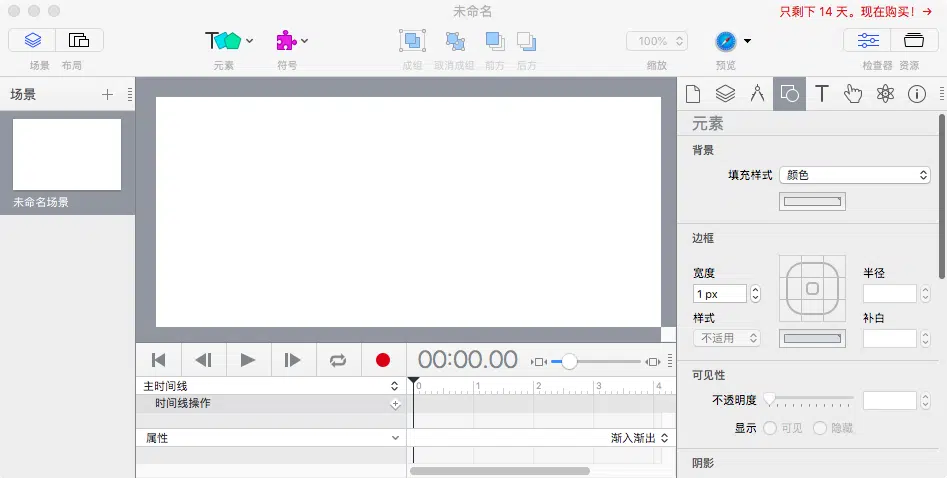 未命名
只剩下 14 天。现在购买！→
100%
场景 布局
元素
符号
成组 取消成组 前方 后方
缩放
预览
检查器 资源
场景
未命名场景
元素
背景
填充样式 颜色
边框
宽度
半径
1 px
样式
补白
不适用
可见性
不透明度
显示 可见 隐藏
阴影
00:00.00
主时间线
0 1 2 3 4
时间线操作
属性
渐入渐出